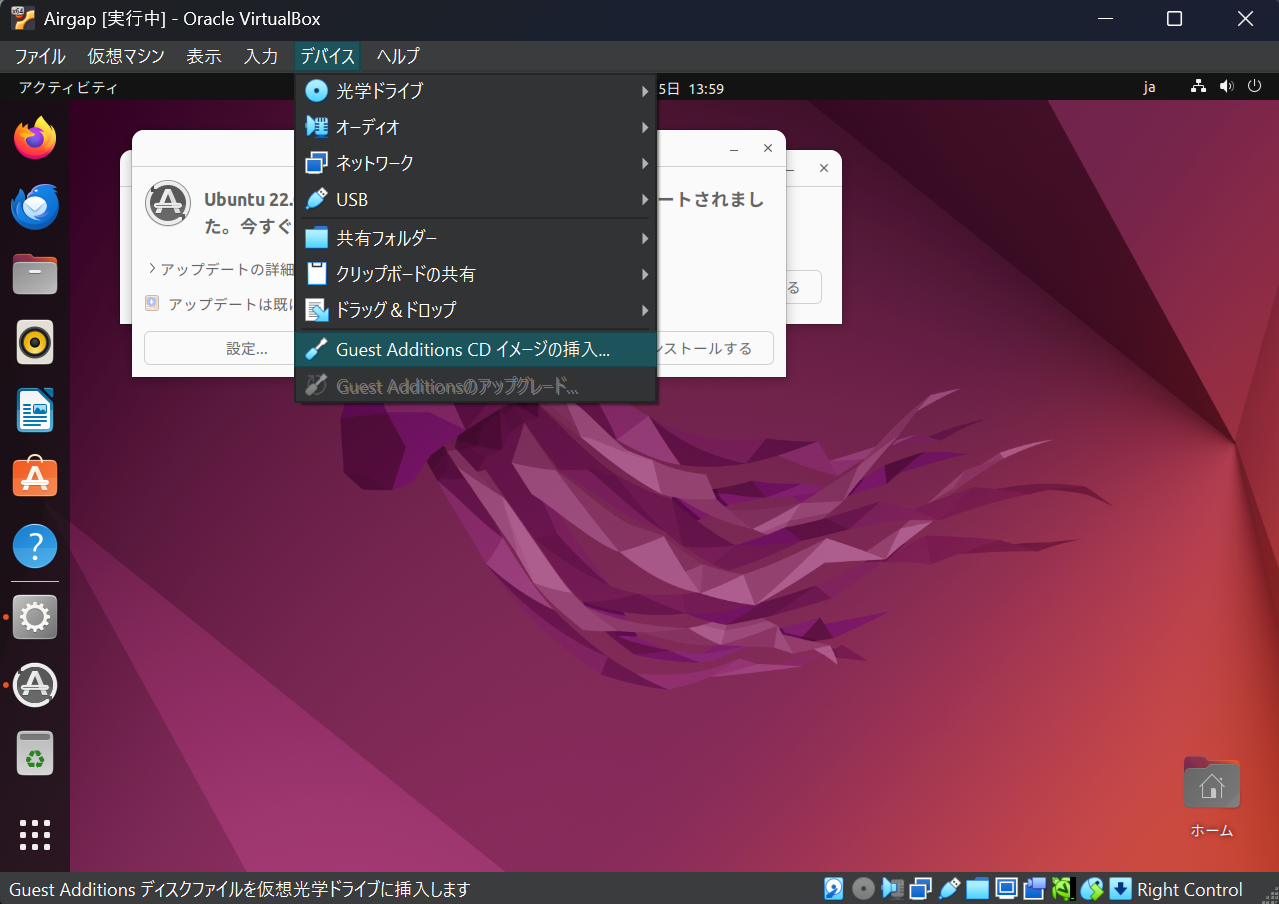 Airgap [実行中] - Oracle VirtualBox
ファイル 仮想マシン 表示 入力 デバイス ヘルプ
アクティビティ
5日 13:59
ja
光学ドライブ
オーディオ
ネットワーク
USB
共有フォルダー
クリップボードの共有
ドラッグ＆ドロップ
Guest Additions CD イメージの挿入...
Guest Additionsのアップグレード...
Ubuntu 22.
ートされまし
た。今すぐ
アップデートの詳細
アップデートは既に
設定...
ンストールする
る
ホーム
Guest Additions ディスクファイルを仮想光学ドライブに挿入します
Right Control